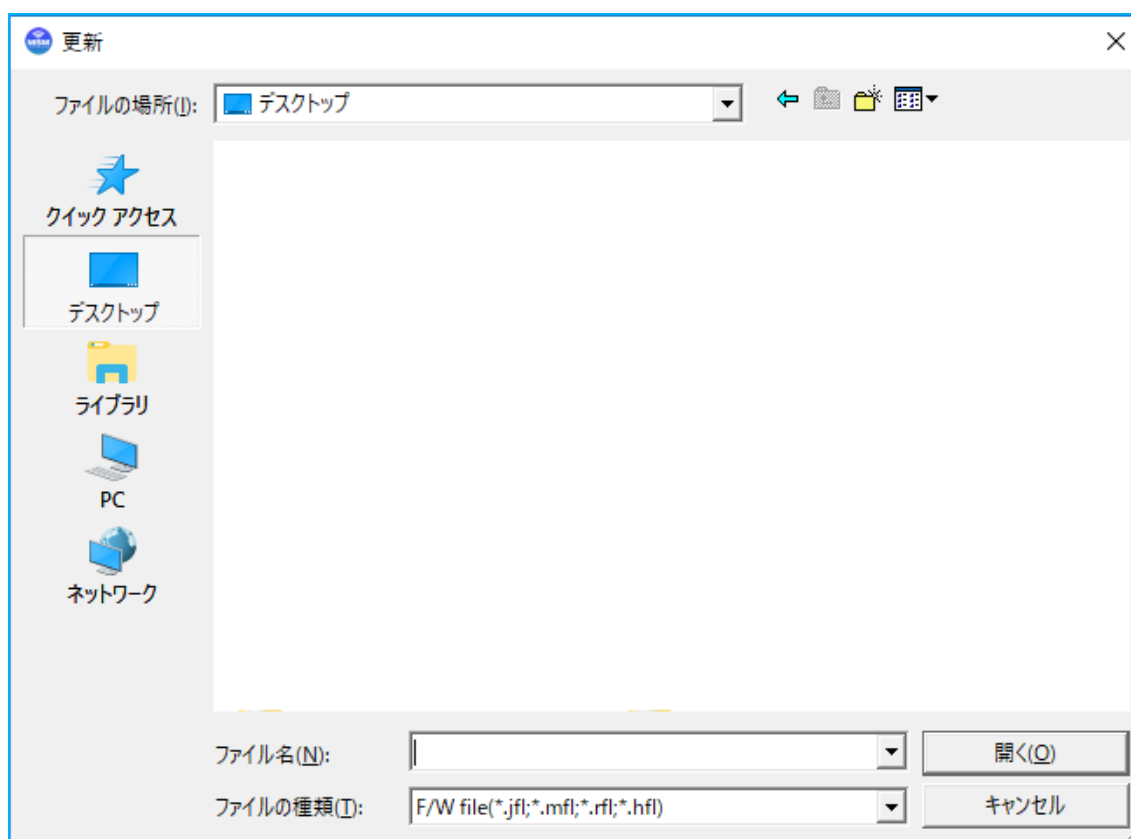 MSM 更新
ファイルの場所(I): デスクトップ
クイック アクセス
デスクトップ
ライブラリ
PC
ネットワーク
ファイル名(N): 開く(O)
ファイルの種類(T): F/W file(*.jfl;*.mfl;*.rfl;*.hfl) キャンセル